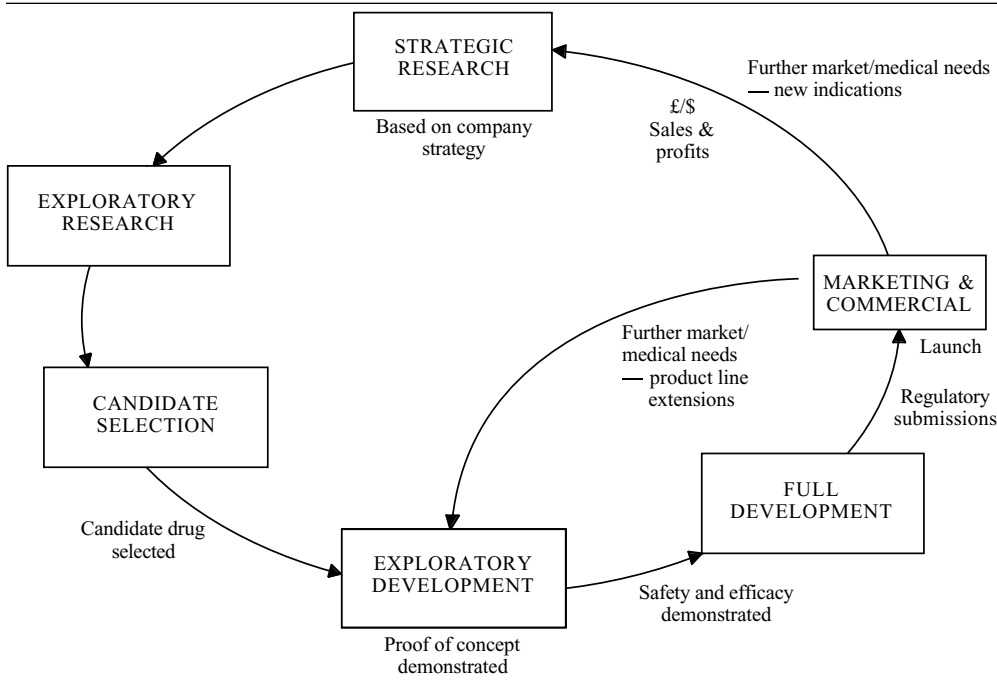 STRATEGIC
RESEARCH
Based on company
strategy
Further market/medical needs
— new indications
£/$
Sales &
profits
EXPLORATORY
RESEARCH
MARKETING &
COMMERCIAL
Launch
Further market/
medical needs
— product line
extensions
Regulatory
submissions
CANDIDATE
SELECTION
Candidate drug
selected
FULL
DEVELOPMENT
EXPLORATORY
DEVELOPMENT
Safety and efficacy
demonstrated
Proof of concept
demonstrated